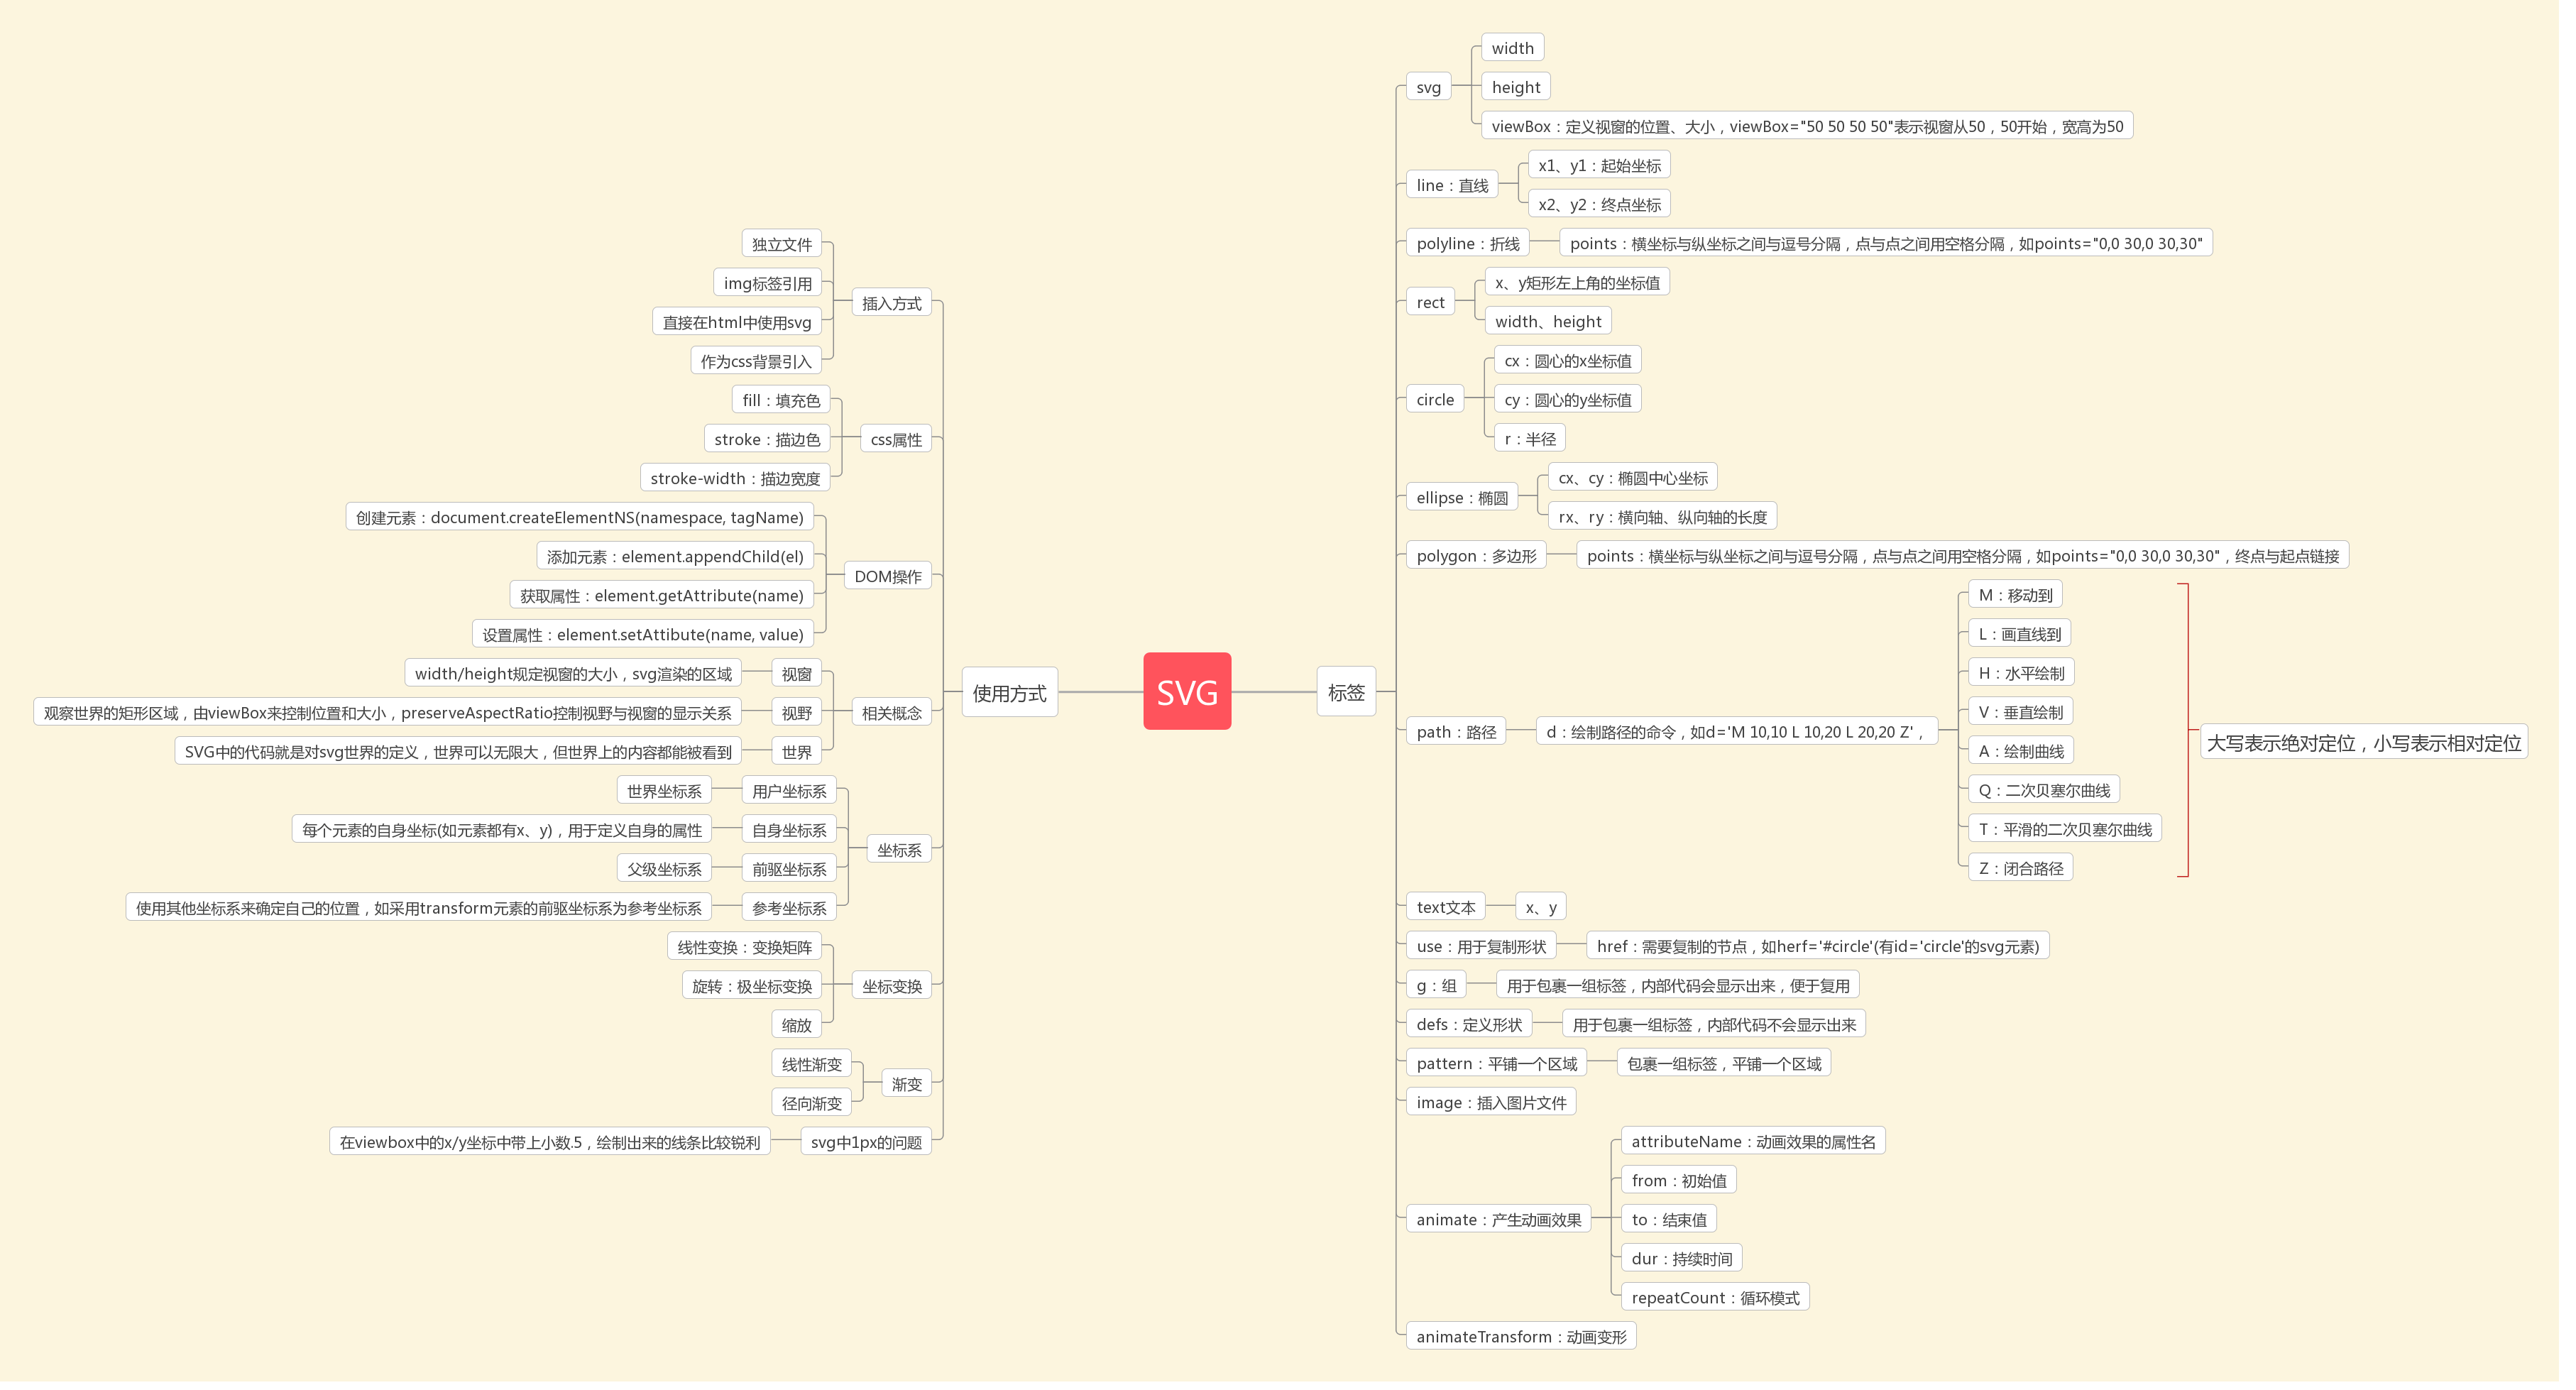 SVG
使用方式
插入方式
独立文件
img标签引用
直接在html中使用svg
作为css背景引入
css属性
fill：填充色
stroke：描边色
stroke-width：描边宽度
DOM操作
创建元素：document.createElementNS(namespace, tagName)
添加元素：element.appendChild(el)
获取属性：element.getAttribute(name)
设置属性：element.setAttibute(name, value)
相关概念
视窗
width/height规定视窗的大小，svg渲染的区域
视野
观察世界的矩形区域，由viewBox来控制位置和大小，preserveAspectRatio控制视野与视窗的显示关系
世界
SVG中的代码就是对svg世界的定义，世界可以无限大，但世界上的内容都能被看到
坐标系
用户坐标系
世界坐标系
自身坐标系
每个元素的自身坐标(如元素都有x、y)，用于定义自身的属性
前驱坐标系
父级坐标系
参考坐标系
使用其他坐标系来确定自己的位置，如采用transform元素的前驱坐标系为参考坐标系
坐标变换
线性变换：变换矩阵
旋转：极坐标变换
缩放
渐变
线性渐变
径向渐变
svg中1px的问题
在viewbox中的x/y坐标中带上小数.5，绘制出来的线条比较锐利
标签
svg
width
height
viewBox：定义视窗的位置、大小，viewBox="50 50 50 50"表示视窗从50，50开始，宽高为50
line：直线
x1、y1：起始坐标
x2、y2：终点坐标
polyline：折线
points：横坐标与纵坐标之间与逗号分隔，点与点之间用空格分隔，如points="0,0 30,0 30,30"
rect
x、y矩形左上角的坐标值
width、height
circle
cx：圆心的x坐标值
cy：圆心的y坐标值
r：半径
ellipse：椭圆
cx、cy：椭圆中心坐标
rx、ry：横向轴、纵向轴的长度
polygon：多边形
points：横坐标与纵坐标之间与逗号分隔，点与点之间用空格分隔，如points="0,0 30,0 30,30"，终点与起点链接
path：路径
d：绘制路径的命令，如d='M 10,10 L 10,20 L 20,20 Z'，
M：移动到
L：画直线到
H：水平绘制
V：垂直绘制
A：绘制曲线
Q：二次贝塞尔曲线
T：平滑的二次贝塞尔曲线
Z：闭合路径
大写表示绝对定位，小写表示相对定位
text文本
x、y
use：用于复制形状
href：需要复制的节点，如herf='#circle'(有id='circle'的svg元素)
g：组
用于包裹一组标签，内部代码会显示出来，便于复用
defs：定义形状
用于包裹一组标签，内部代码不会显示出来
pattern：平铺一个区域
包裹一组标签，平铺一个区域
image：插入图片文件
animate：产生动画效果
attributeName：动画效果的属性名
from：初始值
to：结束值
dur：持续时间
repeatCount：循环模式
animateTransform：动画变形